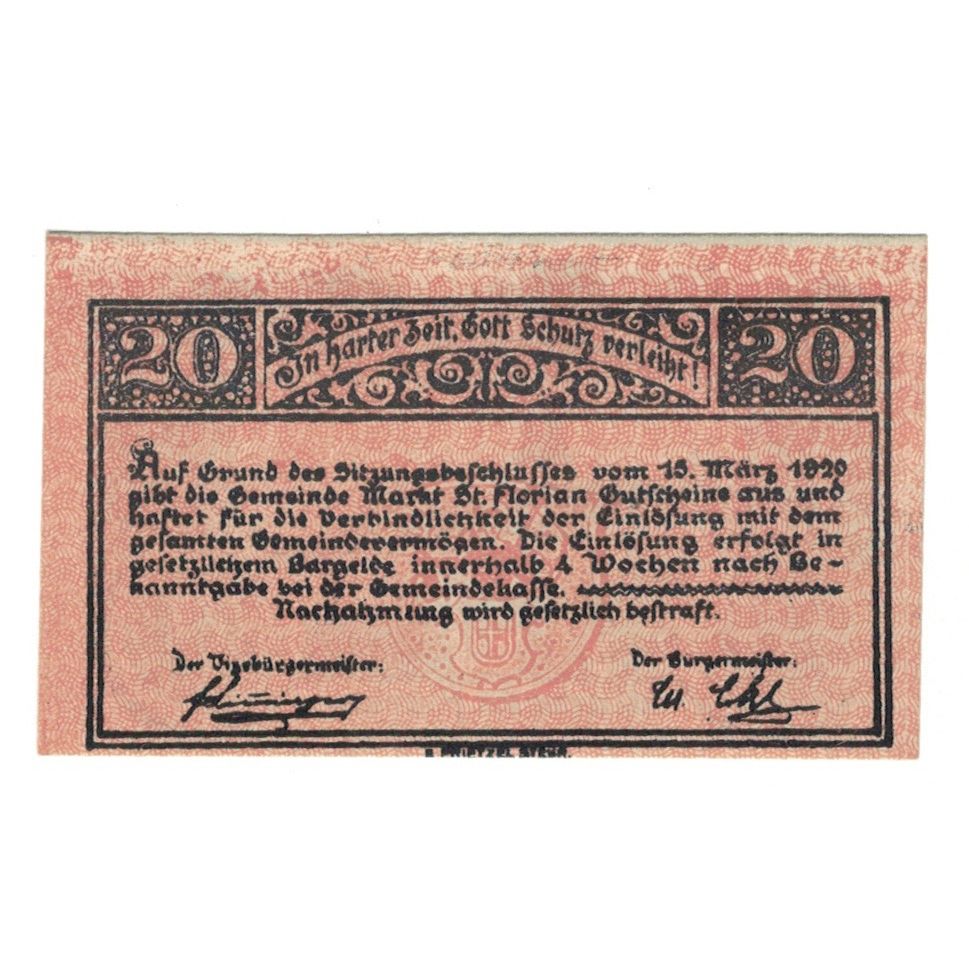 20 In harter Zeit, Gott Schutz verleiht! 20
Auf Grund des Sitzungsbeschlusses vom 15. März 1920
gibt die Gemeinde Markt St. Florian Gutscheine aus und
haftet für die Verbindlichkeit der Einlösung mit dem
gesamten Gemeindevermögen. Die Einlösung erfolgt in
gesetzlichem Bargelde innerhalb 4 Wochen nach Be-
kanntgabe bei der Gemeindekasse.
Nachahmung wird gesetzlich bestraft.
Der Vizebürgermeister: Der Bürgermeister:
PRIETZEL STEYR.